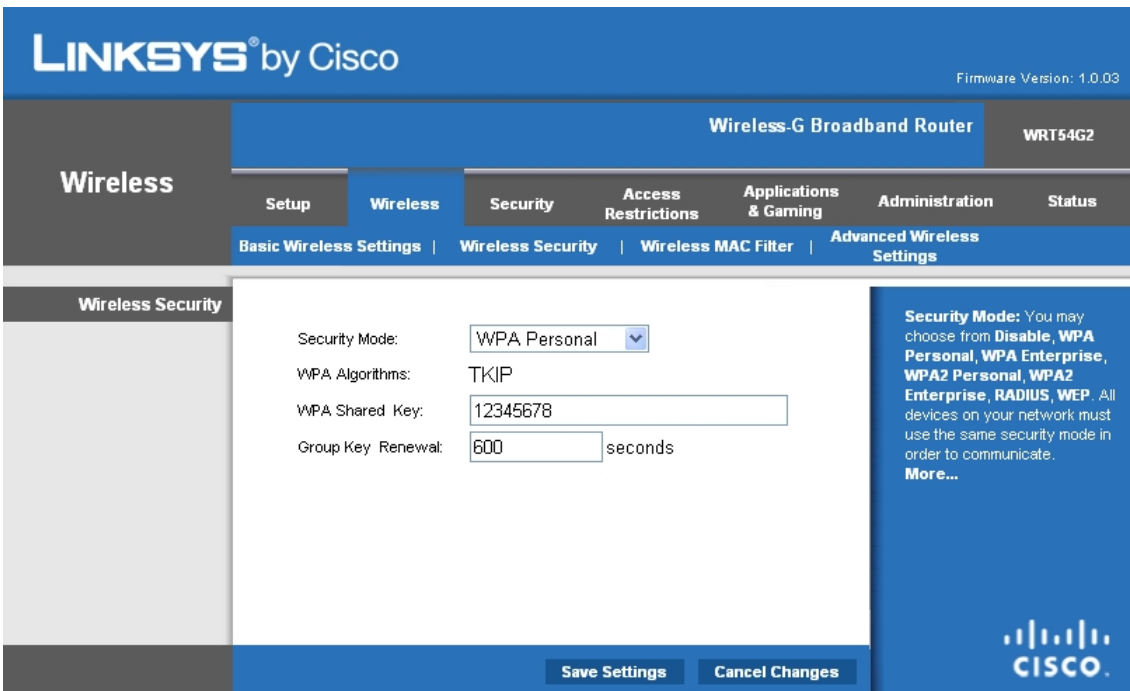 LINKSYS® by Cisco
Firmware Version: 1.0.03
Wireless-G Broadband Router
WRT54G2
Wireless
Setup
Wireless
Security
Access
Restrictions
Applications
& Gaming
Administration
Status
Basic Wireless Settings |
Wireless Security |
Wireless MAC Filter |
Advanced Wireless
Settings
Wireless Security
Security Mode: WPA Personal
WPA Algorithms: TKIP
WPA Shared Key: 12345678
Group Key Renewal: 600 seconds
Security Mode: You may
choose from Disable, WPA
Personal, WPA Enterprise,
WPA2 Personal, WPA2
Enterprise, RADIUS, WEP. All
devices on your network must
use the same security mode in
order to communicate.
More...
Save Settings
Cancel Changes
CISCO.